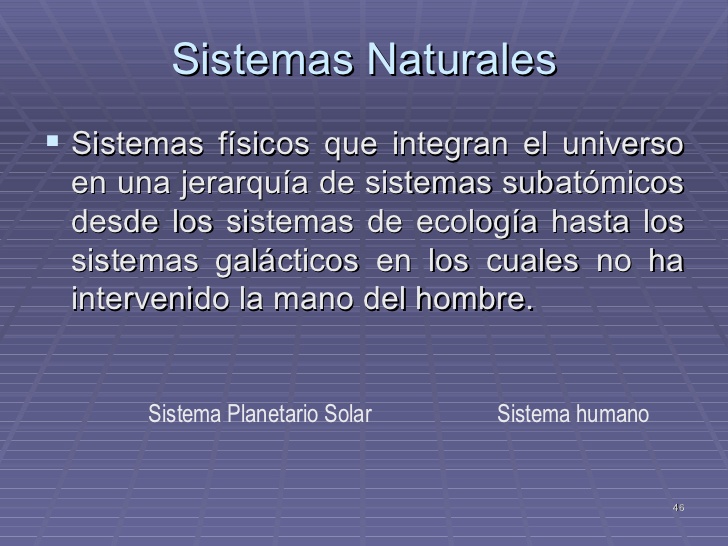 Sistemas Naturales
▪ Sistemas físicos que integran el universo
en una jerarquía de sistemas subatómicos
desde los sistemas de ecología hasta los
sistemas galácticos en los cuales no ha
intervenido la mano del hombre.
Sistema Planetario Solar Sistema humano
46